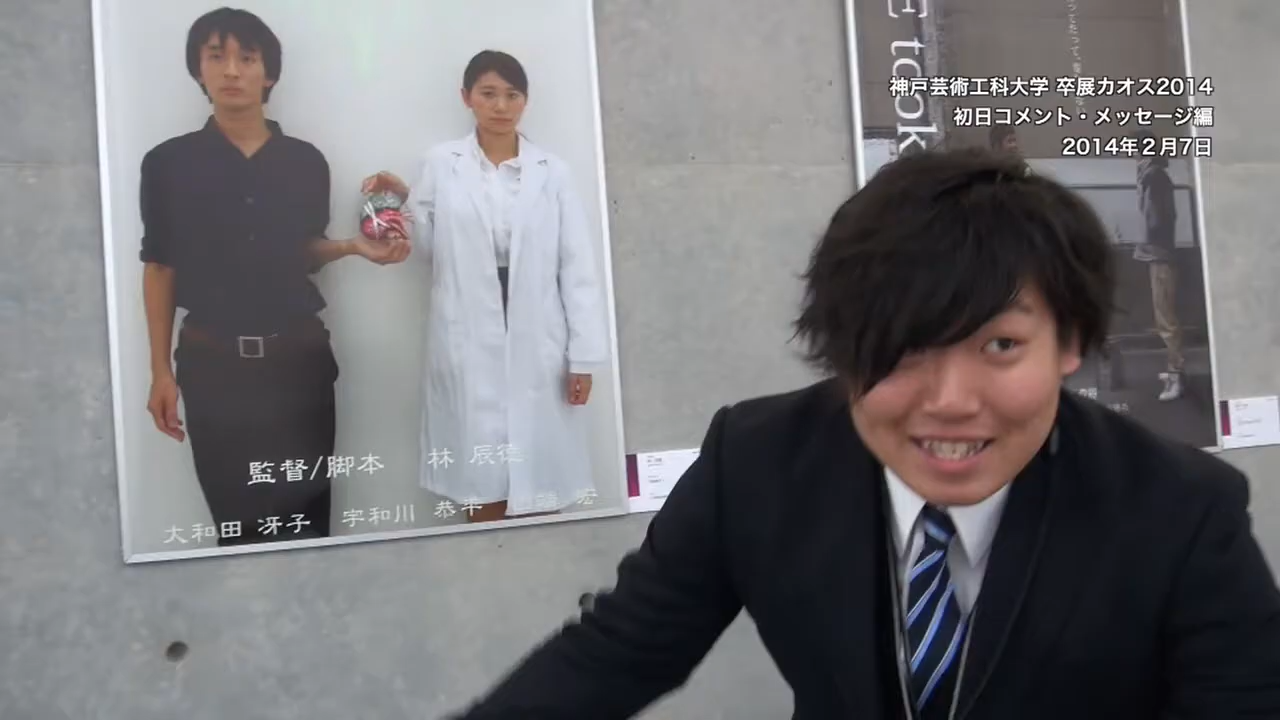 神戸芸術工科大学 卒展カオス2014
初日コメント・メッセージ編
2014年2月7日
E tok
監督/脚本 林 辰徳
大和田 冴子 宇和川 恭平 宏